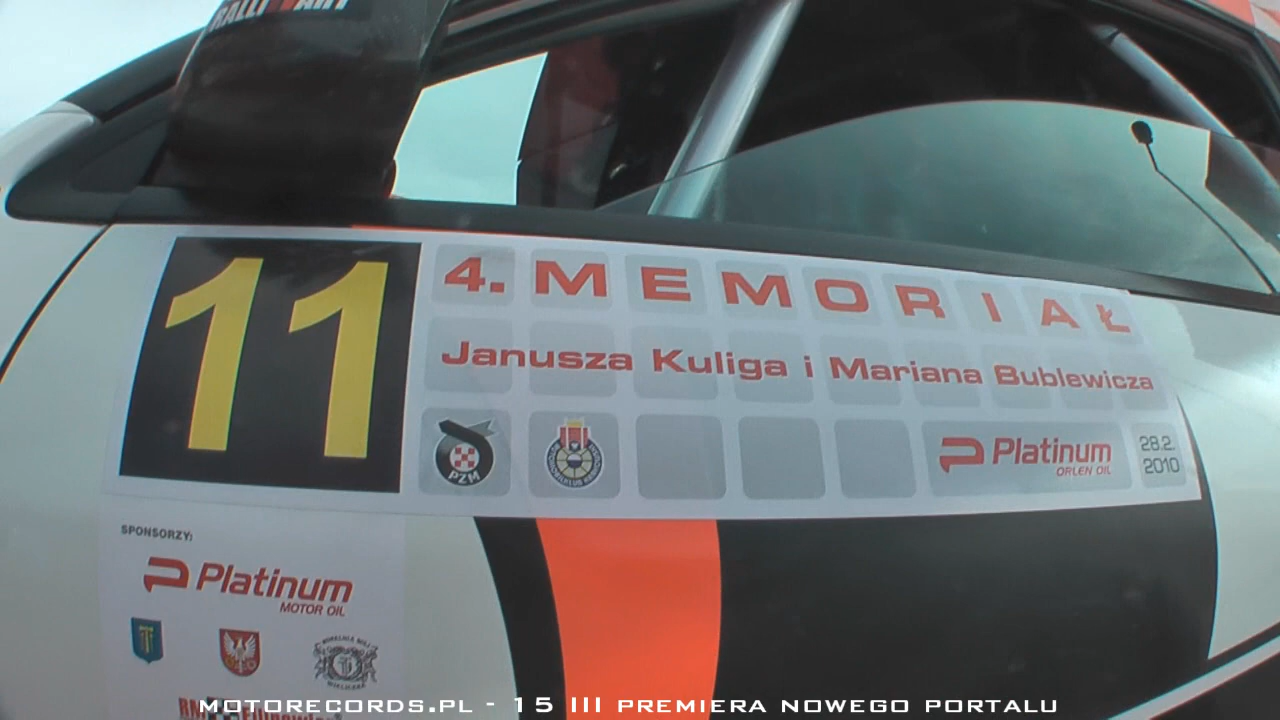 RALLIART
11
4. MEMORIAŁ
Janusza Kuliga i Mariana Bublewicza
PZM
Platinum
ORLEN OIL
28.2.
2010
SPONSORZY:
Platinum
MOTOR OIL
MOTORECORDS.PL - 15 III PREMIERA NOWEGO PORTALU